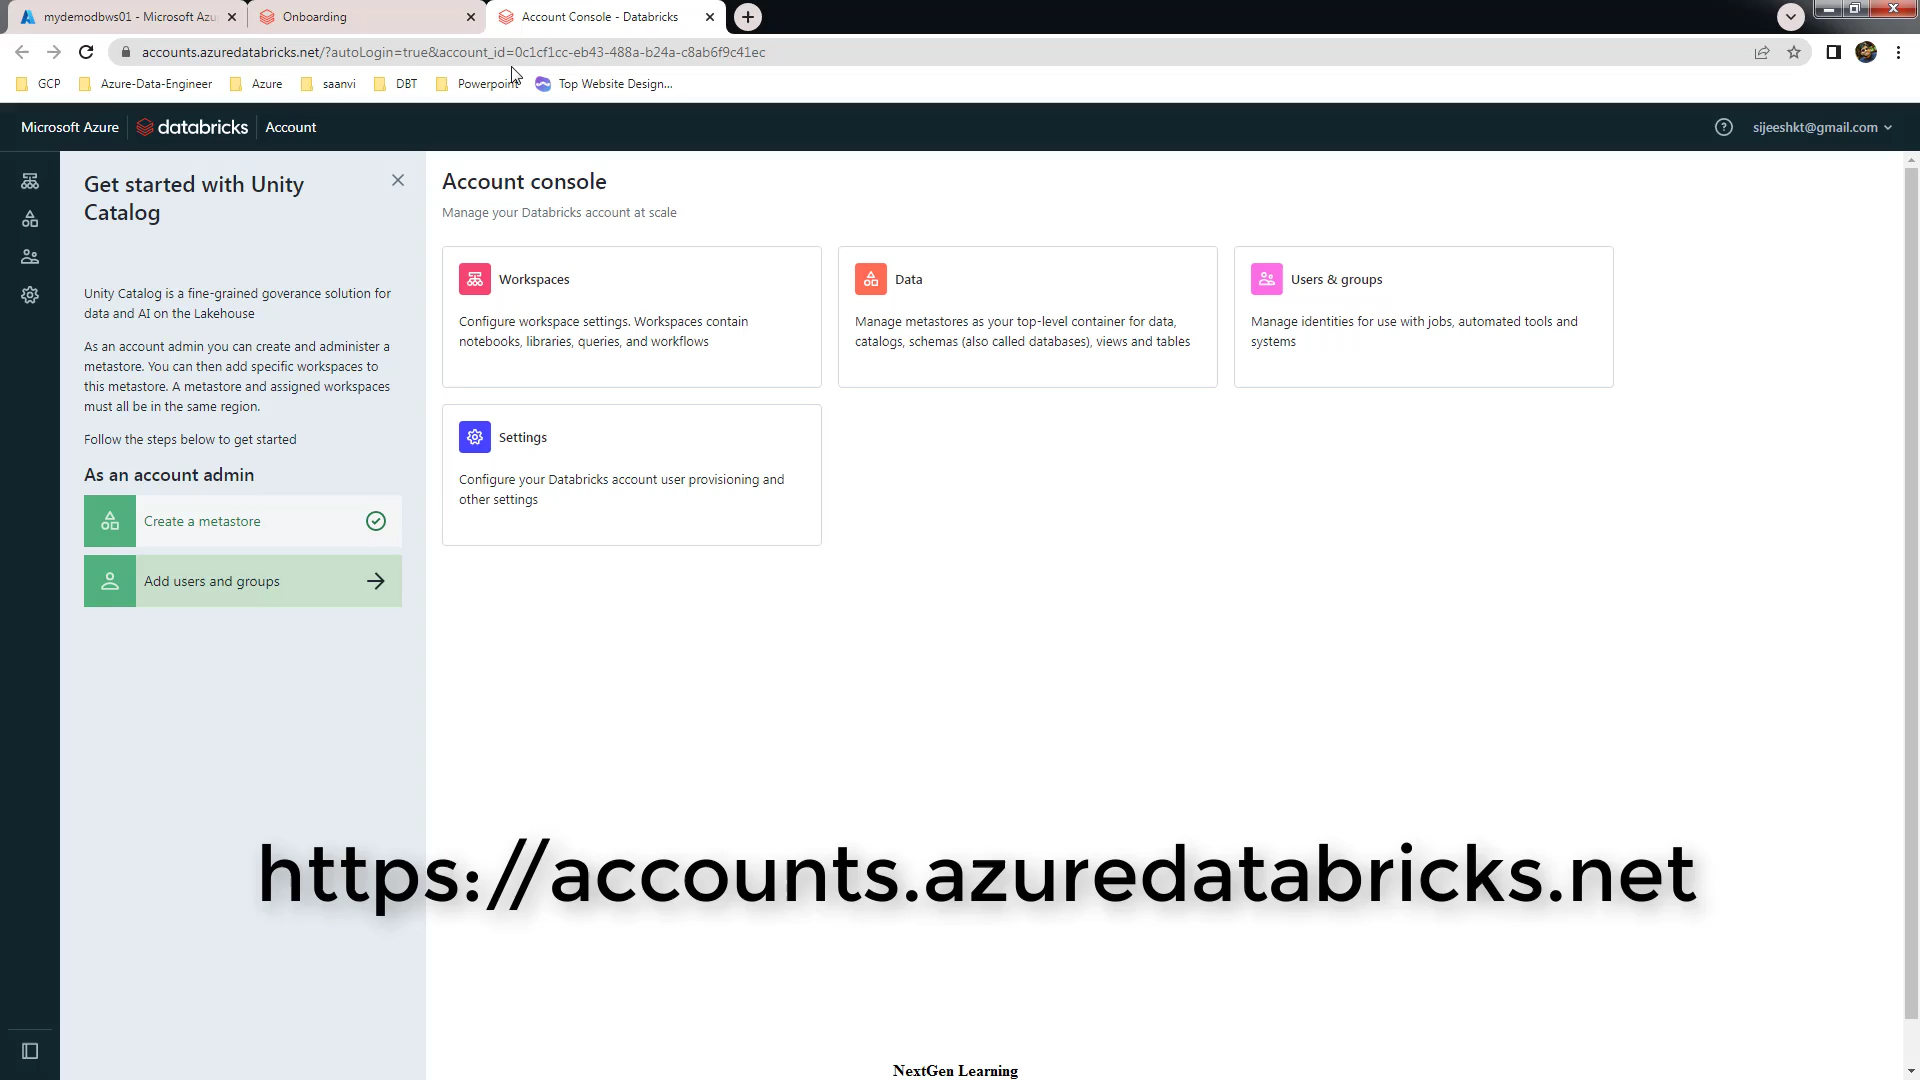 mydemodbws01 - Microsoft Azu
Onboarding
Account Console - Databricks
accounts.azuredatabricks.net/?autoLogin=true&account_id=0c1cf1cc-eb43-488a-b24a-c8ab6f9c41ec
GCP
Azure-Data-Engineer
Azure
saanvi
DBT
Powerpoint
Top Website Design...
Microsoft Azure
databricks
Account
sijeeshkt@gmail.com
Get started with Unity
Catalog
Unity Catalog is a fine-grained goverance solution for
data and AI on the Lakehouse
As an account admin you can create and administer a
metastore. You can then add specific workspaces to
this metastore. A metastore and assigned workspaces
must all be in the same region.
Follow the steps below to get started
As an account admin
Create a metastore
Add users and groups
Account console
Manage your Databricks account at scale
Workspaces
Configure workspace settings. Workspaces contain
notebooks, libraries, queries, and workflows
Data
Manage metastores as your top-level container for data,
catalogs, schemas (also called databases), views and tables
Users & groups
Manage identities for use with jobs, automated tools and
systems
Settings
Configure your Databricks account user provisioning and
other settings
https://accounts.azuredatabricks.net
NextGen Learning